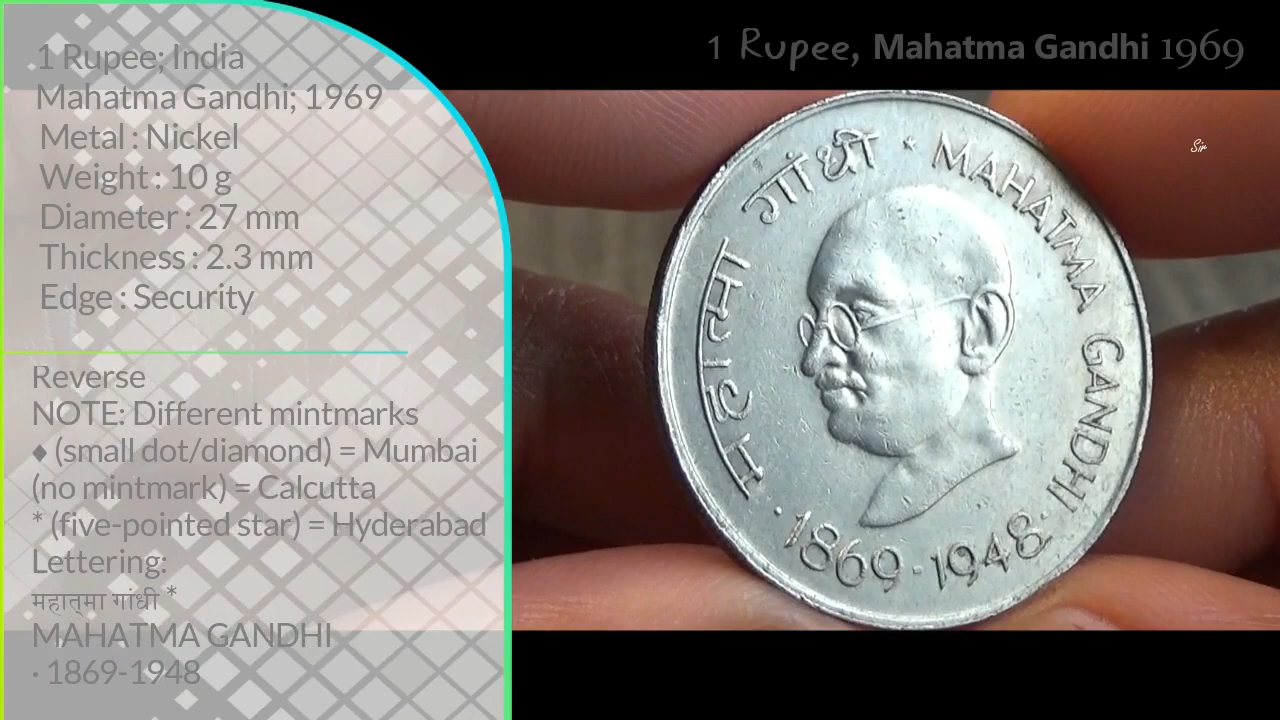 1 Rupee; India
Mahatma Gandhi; 1969
Metal : Nickel
Weight : 10 g
Diameter : 27 mm
Thickness : 2.3 mm
Edge : Security
Reverse
NOTE: Different mintmarks
♦ (small dot/diamond) = Mumbai
(no mintmark) = Calcutta
* (five-pointed star) = Hyderabad
Lettering:
महात्मा गांधी *
MAHATMA GANDHI
· 1869-1948
1 Rupee, Mahatma Gandhi 1969
Sir
महात्मा गांधी * MAHATMA GANDHI
· 1869 · 1948 ·